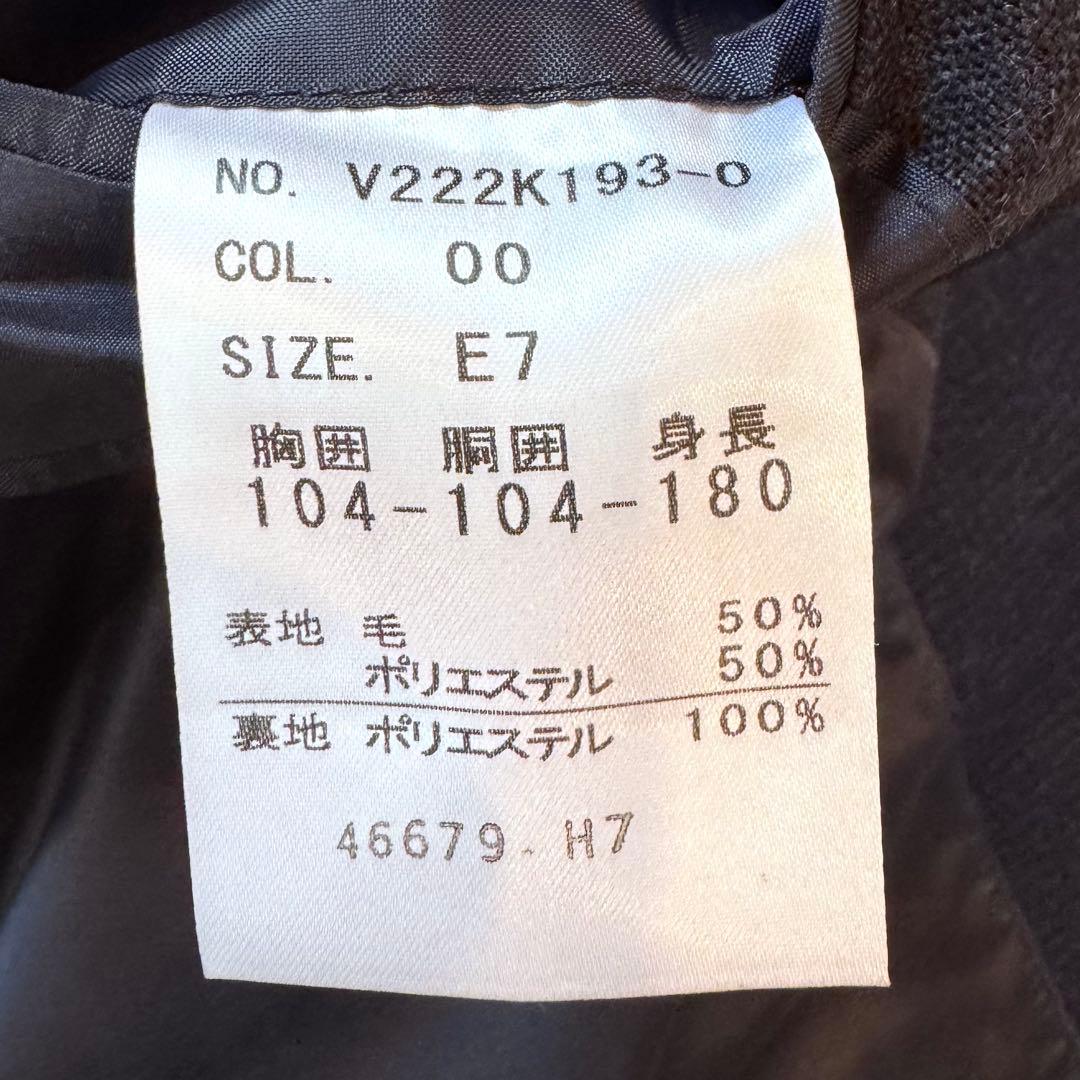 NO. V222K193-0
COL. 00
SIZE. E7
胸囲 胴囲 身長
104-104-180
表地 毛 50%
ポリエステル 50%
裏地 ポリエステル 100%
46679. H7